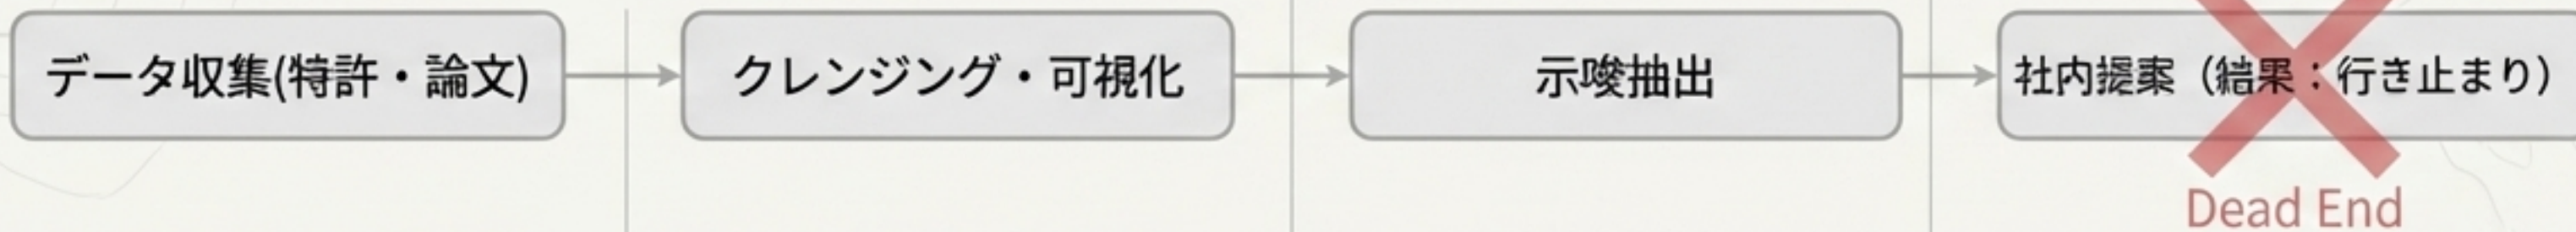 データ収集(特許・論文)
クレンジング・可視化
示唆抽出
社内提案（結果：行き止まり）
Dead End